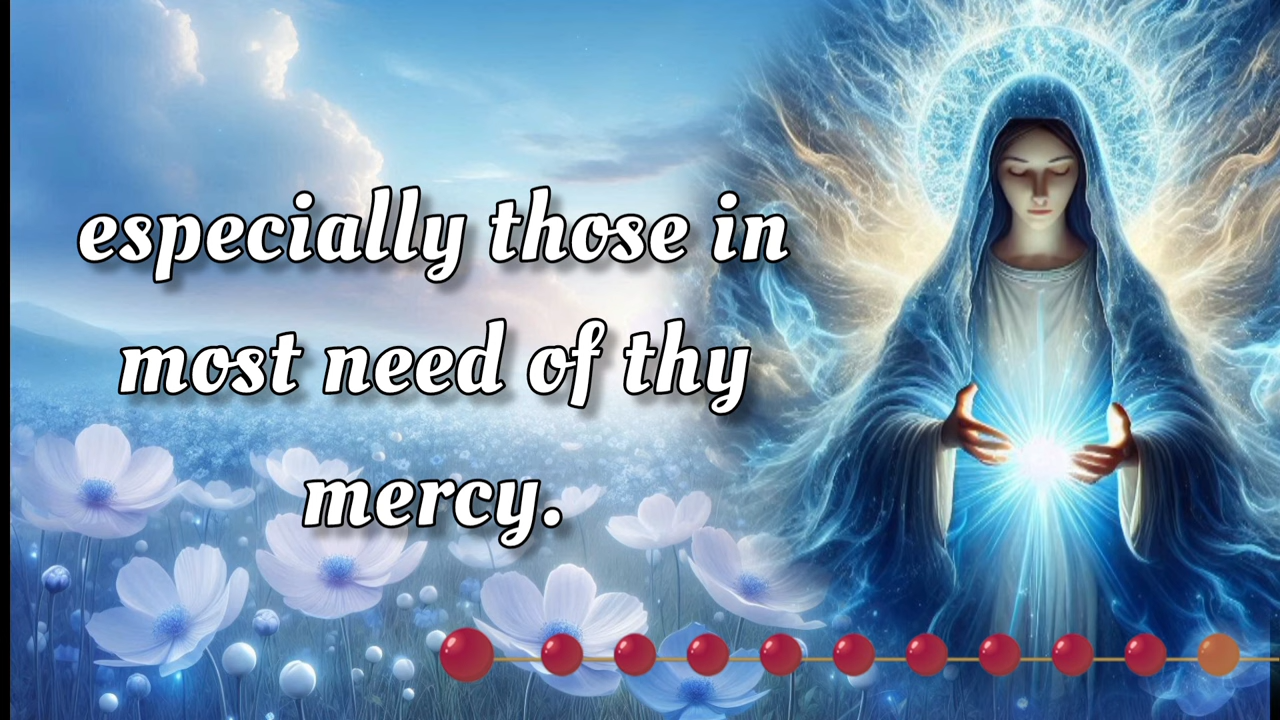 especially those in
most need of thy
mercy.